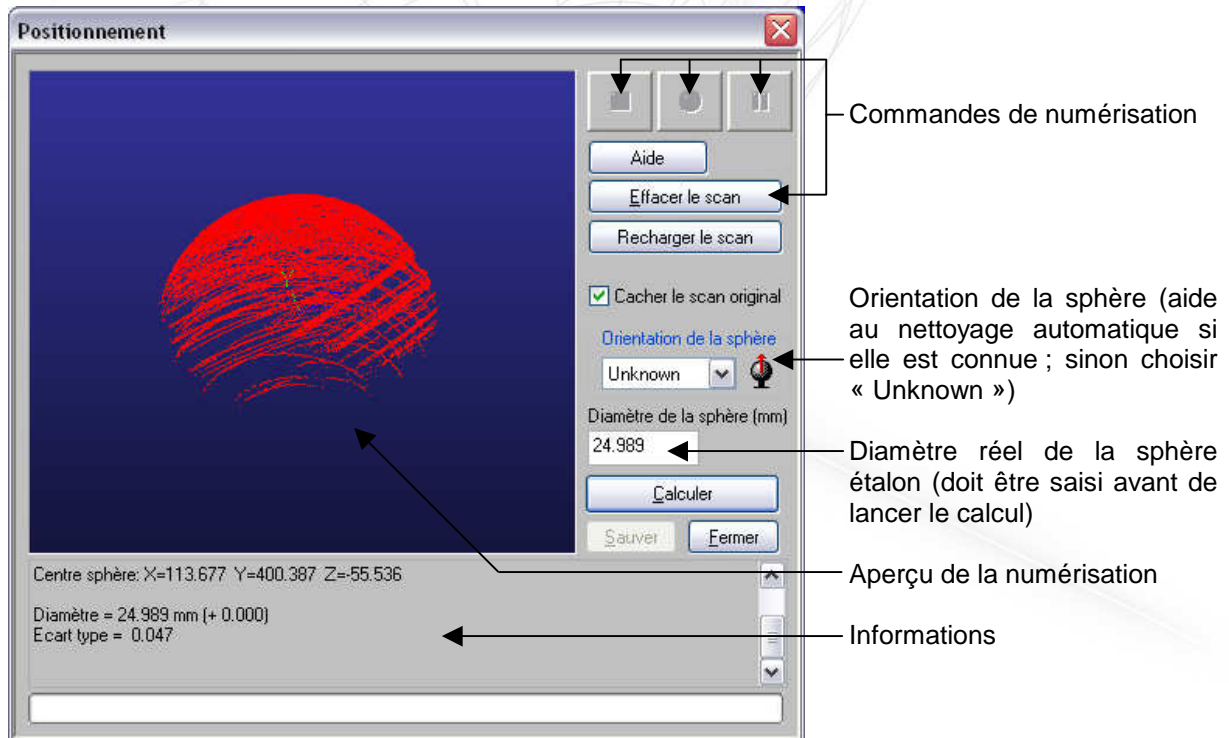 Positionnement
Commandes de numérisation
Aide
Effacer le scan
Recharger le scan
Cacher le scan original
Orientation de la sphère
Unknown
Orientation de la sphère (aide
au nettoyage automatique si
elle est connue ; sinon choisir
« Unknown »)
Diamètre de la sphère (mm)
24.989
Diamètre réel de la sphère
étalon (doit être saisi avant de
lancer le calcul)
Calculer
Sauver
Fermer
Y
Centre sphère: X=113.677 Y=400.387 Z=-55.536
Diamètre = 24.989 mm (+ 0.000)
Ecart type = 0.047
Aperçu de la numérisation
Informations